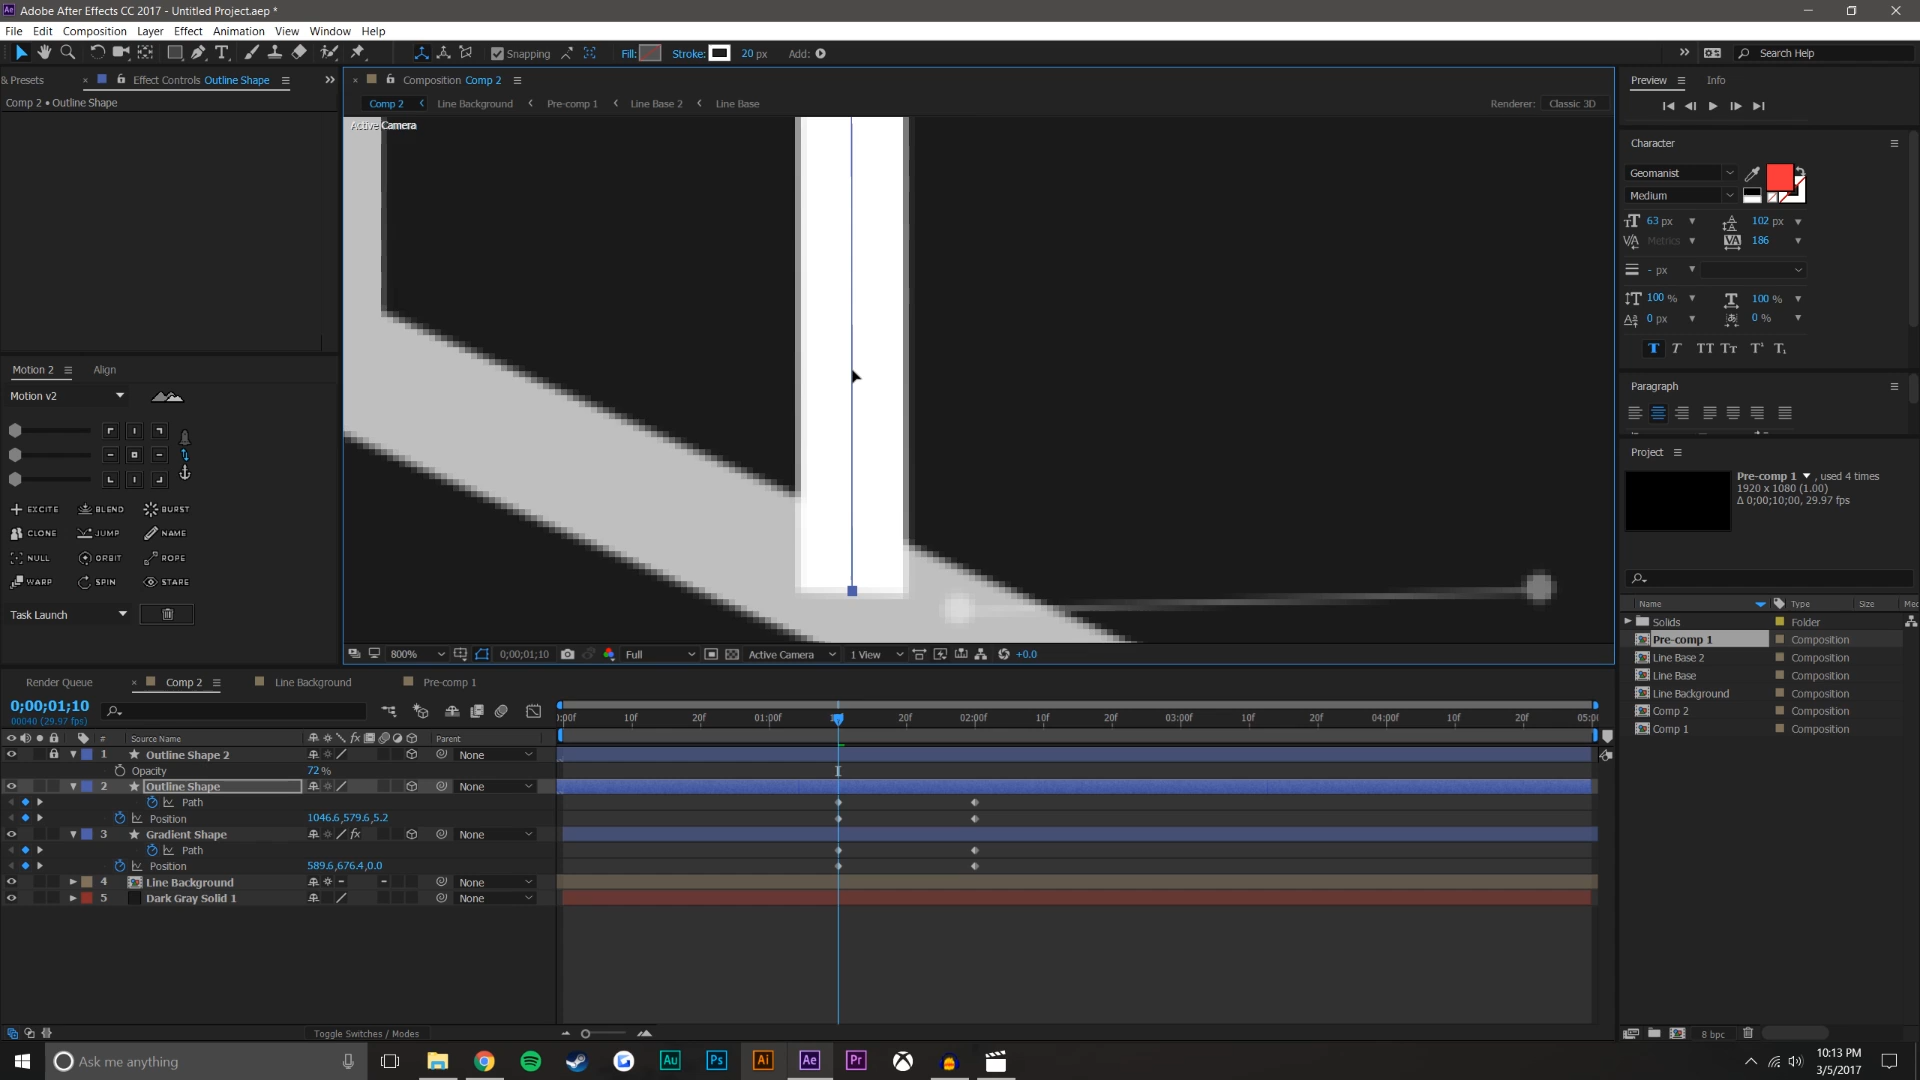 Adobe After Effects CC 2017 - Untitled Project.aep *
File Edit Composition Layer Effect Animation View Window Help
Snapping Fill: Stroke: 20 px Add: Search Help
& Presets Effect Controls Outline Shape
Composition Comp 2
Preview Info
Comp 2 • Outline Shape
Comp 2 Line Background Pre-comp 1 Line Base 2 Line Base
Renderer: Classic 3D
Active Camera
Character
Geomanist
Medium
63 px 102 px
Metrics 186
- px
100 % 100 %
0 px 0 %
Paragraph
Motion 2 Align
Motion v2
EXCITE BLEND BURST
CLONE JUMP NAME
NULL ORBIT ROPE
WARP SPIN STARE
Task Launch
Project
Pre-comp 1 , used 4 times
1920 x 1080 (1.00)
Δ 0;00;10;00, 29.97 fps
Name Type Size Med
Solids Folder
Pre-comp 1 Composition
Line Base 2 Composition
Line Base Composition
Line Background Composition
Comp 2 Composition
Comp 1 Composition
8 bpc
800% 0;00;01;10 Full Active Camera 1 View +0.0
Render Queue Comp 2 Line Background Pre-comp 1
0;00;01;10
00040 (29.97 fps)
10f 20f 01:00f 20f 02:00f 10f 20f 03:00f 10f 20f 04:00f 10f 20f
# Source Name Parent
1 Outline Shape 2 None
Opacity 72 %
2 Outline Shape None
Path
Position 1046.6,579.6,5.2
3 Gradient Shape None
Path
Position 589.6,676.4,0.0
4 Line Background None
5 Dark Gray Solid 1 None
Toggle Switches / Modes
Ask me anything
10:13 PM
3/5/2017